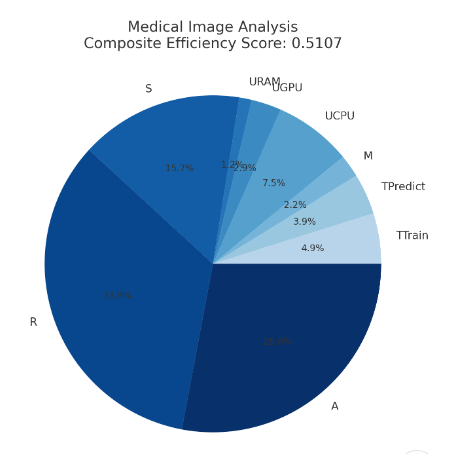 Medical Image Analysis
Composite Efficiency Score: 0.5107
URAM
UGPU
S
UCPU
M
TPredict
TTrain
R
A
15.7%
1.2%
2.9%
7.5%
2.2%
3.9%
4.9%